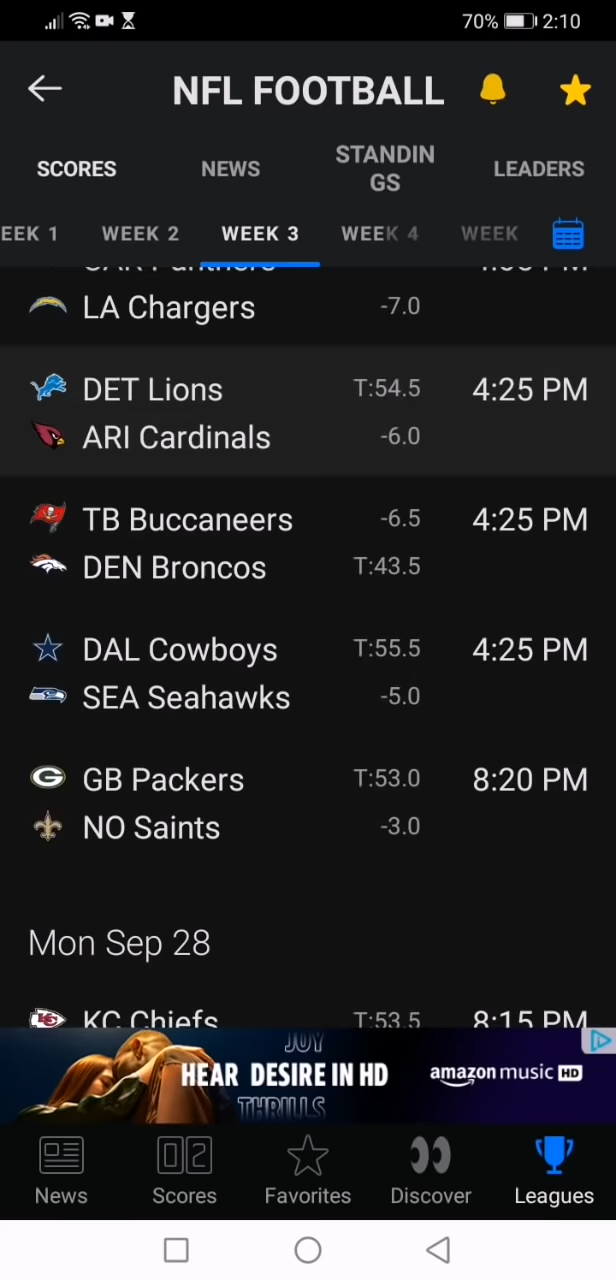 70% 2:10
NFL FOOTBALL
SCORES NEWS STANDIN
GS LEADERS
EEK 1 WEEK 2 WEEK 3 WEEK 4 WEEK
LA Chargers -7.0
DET Lions T:54.5 4:25 PM
ARI Cardinals -6.0
TB Buccaneers -6.5 4:25 PM
DEN Broncos T:43.5
DAL Cowboys T:55.5 4:25 PM
SEA Seahawks -5.0
GB Packers T:53.0 8:20 PM
NO Saints -3.0
Mon Sep 28
KC Chiefs T:53.5 8:15 PM
JOY
HEAR DESIRE IN HD amazon music HD
THRILLS
News Scores Favorites Discover Leagues